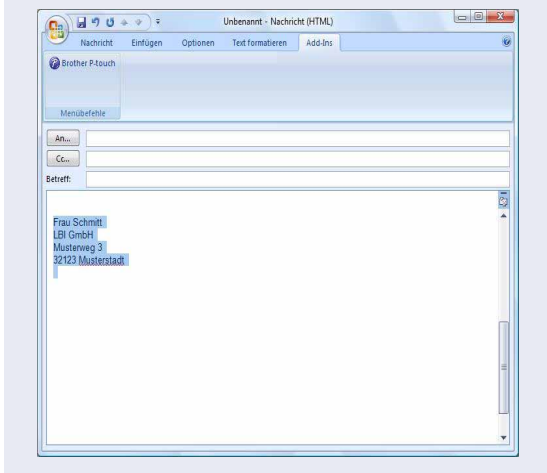 Unbenannt - Nachricht (HTML)
Nachricht Einfügen Optionen Text formatieren Add-Ins
Brother P-touch
Menübefehle
An...
Cc...
Betreff:
Frau Schmitt
LBI GmbH
Musterweg 3
32123 Musterstadt